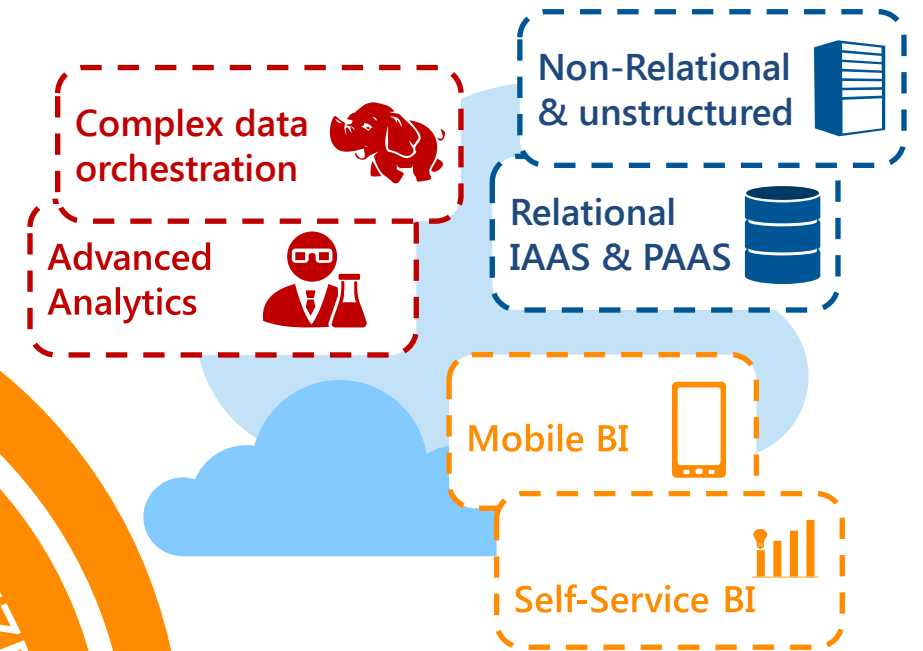 Complex data
orchestration
Advanced
Analytics
Non-Relational
& unstructured
Relational
IAAS & PAAS
Mobile BI
Self-Service BI